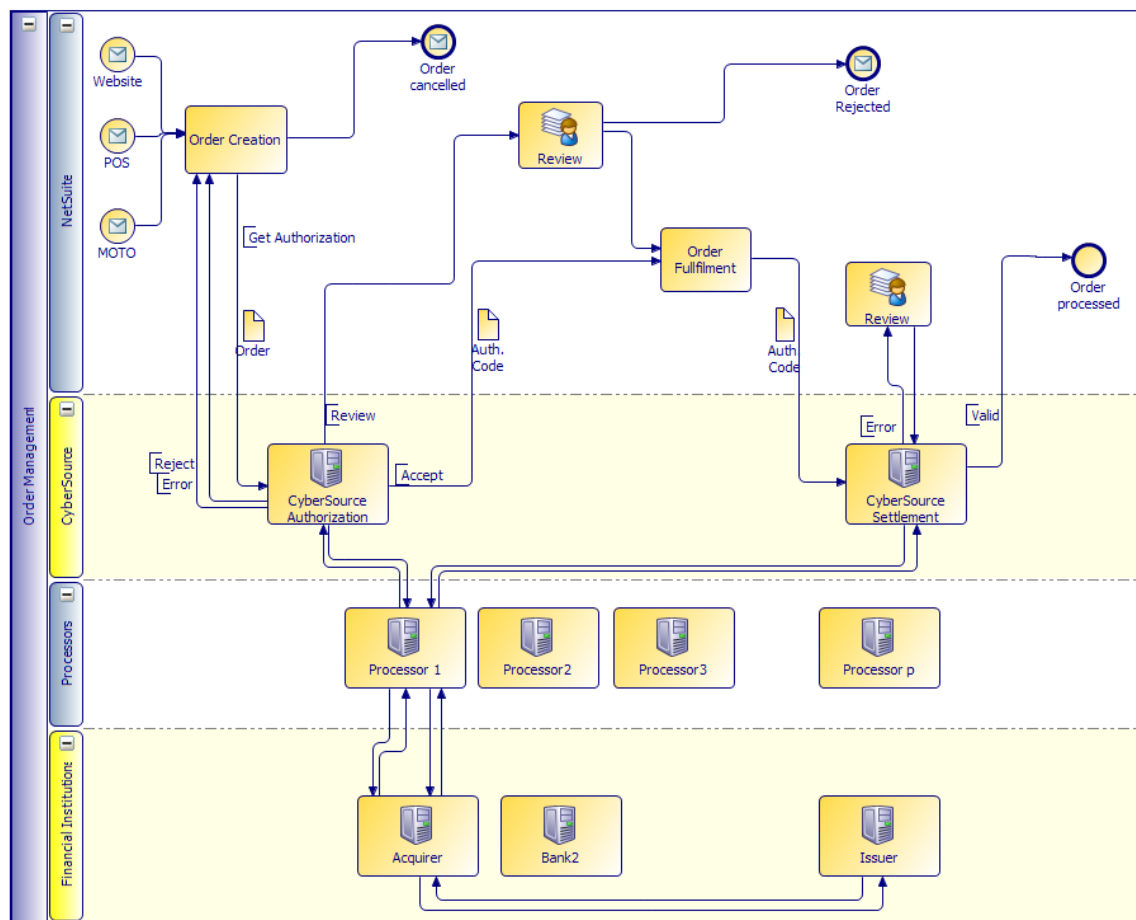 Order Management
NetSuite
Website
POS
MOTO
Order Creation
Order
cancelled
Review
Order
Rejected
Get Authorization
Order
Fullfilment
Review
Order
processed
Order
Auth.
Code
Auth.
Code
CyberSource
Review
Reject
Error
Accept
Error
Valid
CyberSource
Authorization
CyberSource
Settlement
Processors
Processor 1
Processor2
Processor3
Processor p
Financial Institutions
Acquirer
Bank2
Issuer